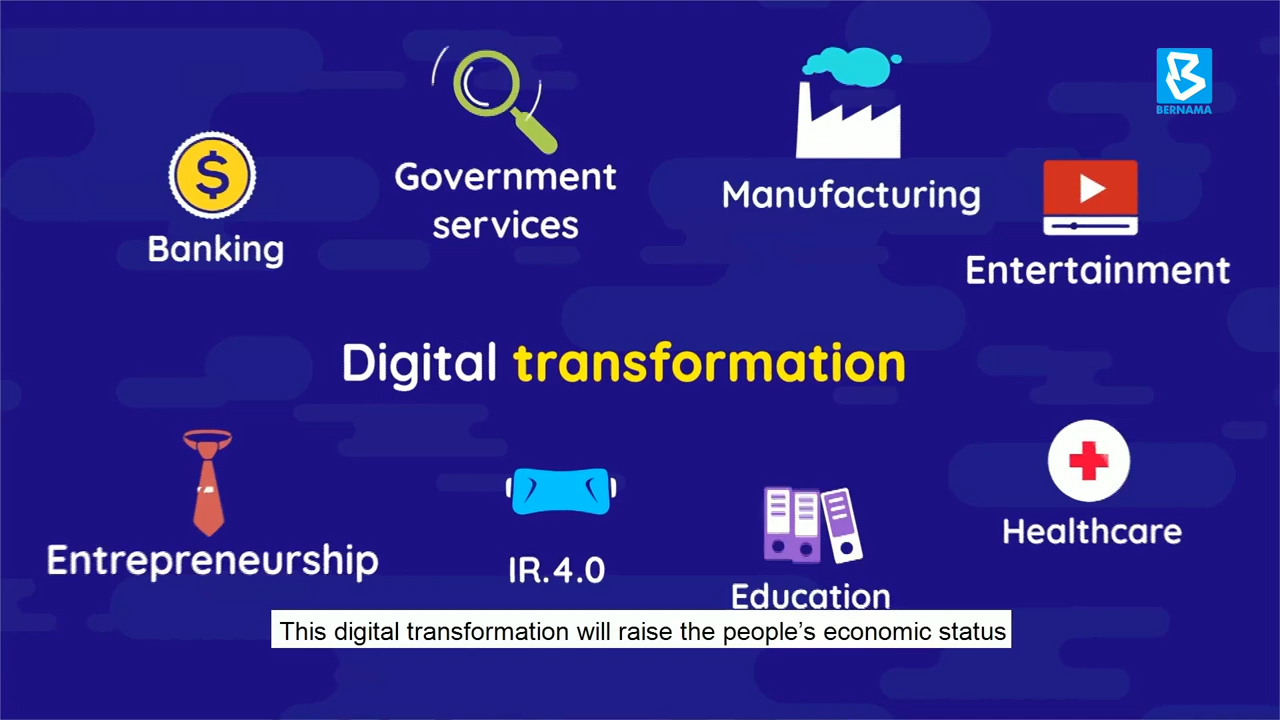 BERNAMA
Government
services
Manufacturing
$
Banking
Entertainment
Digital transformation
Entrepreneurship
IR.4.0
Education
Healthcare
This digital transformation will raise the people’s economic status